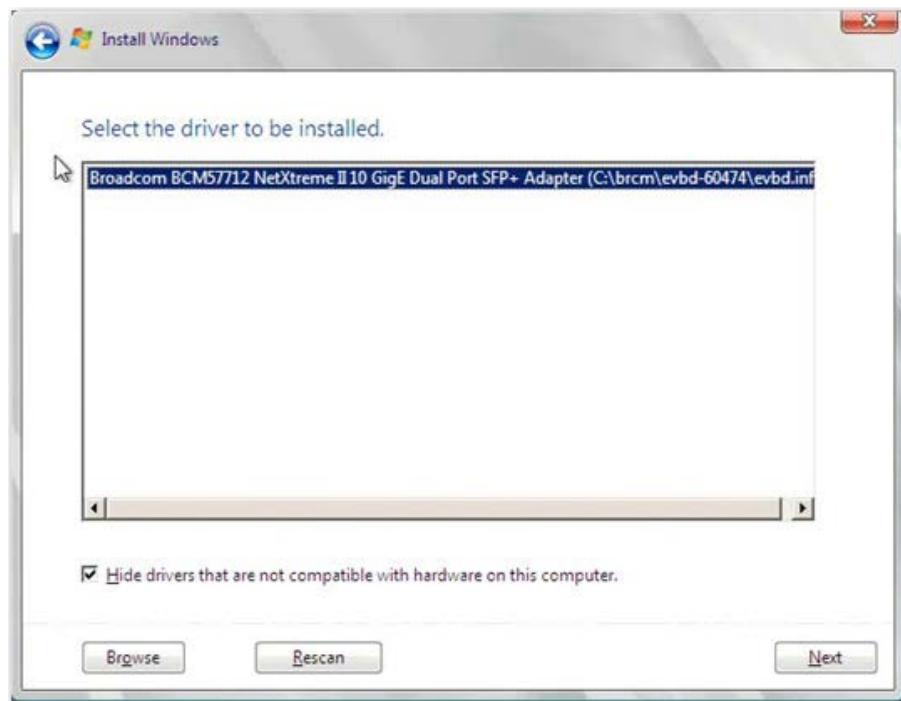 Install Windows
Select the driver to be installed.
Broadcom BCM57712 NetXtreme II 10 GigE Dual Port SFP+ Adapter (C:\brcm\evbd-60474\evbd.inf
Hide drivers that are not compatible with hardware on this computer.
Browse Rescan Next